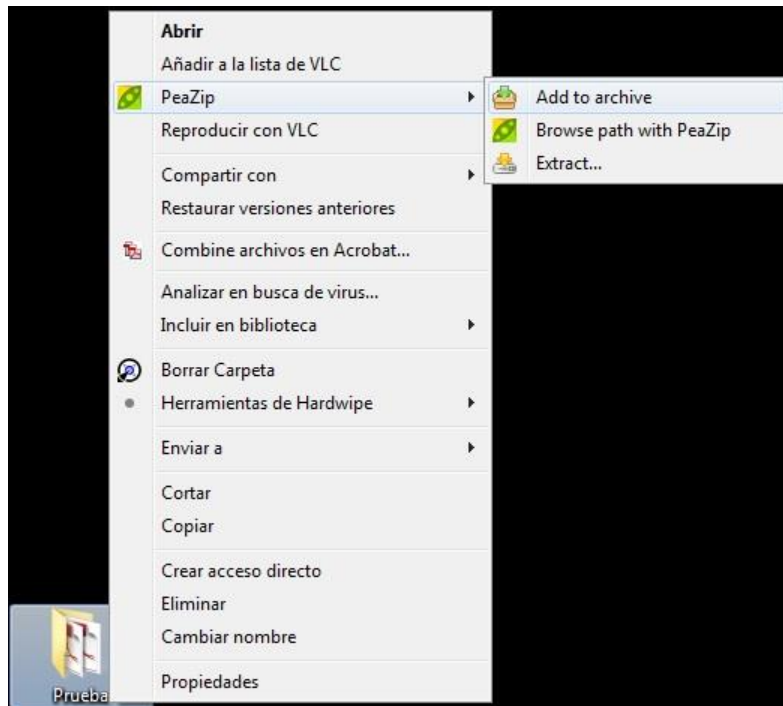 Abrir
Añadir a la lista de VLC
PeaZip
Add to archive
Reproducir con VLC
Browse path with PeaZip
Extract...
Compartir con
Restaurar versiones anteriores
Combine archivos en Acrobat...
Analizar en busca de virus...
Incluir en biblioteca
Borrar Carpeta
Herramientas de Hardwipe
Enviar a
Cortar
Copiar
Crear acceso directo
Eliminar
Cambiar nombre
Propiedades
Prueba